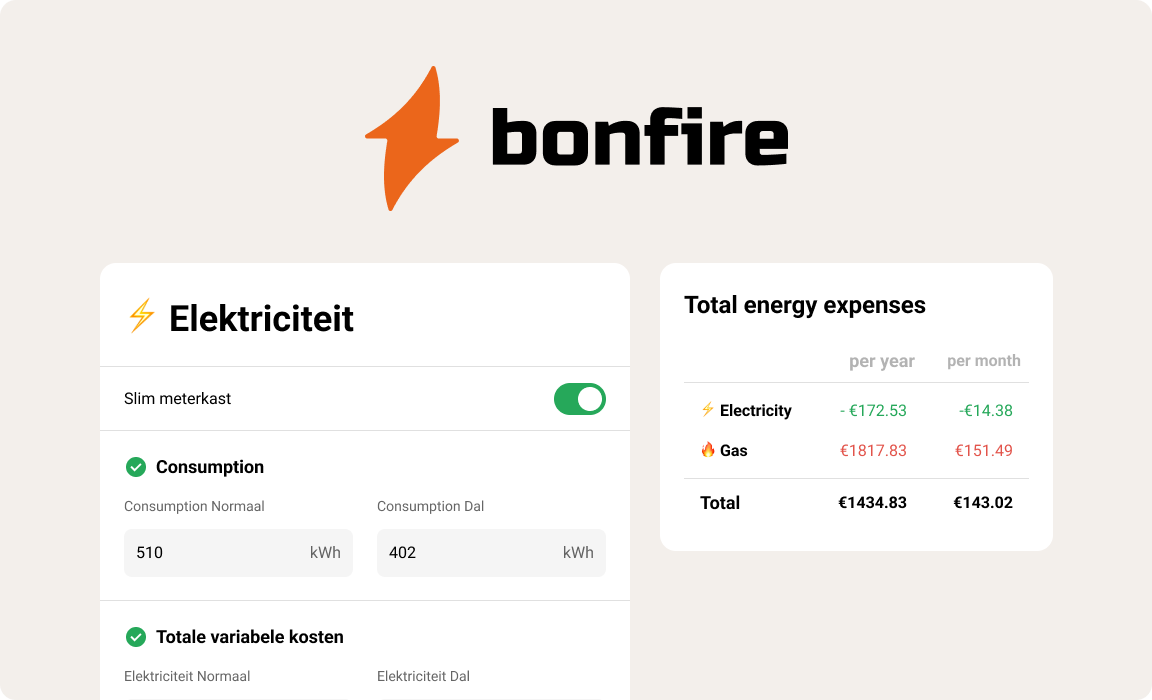 bonfire
Elektriciteit
Slim meterkast
Consumption
Consumption Normaal Consumption Dal
510 kWh 402 kWh
Totale variabele kosten
Elektriciteit Normaal Elektriciteit Dal
Total energy expenses
per year per month
Electricity - €172.53 -€14.38
Gas €1817.83 €151.49
Total €1434.83 €143.02